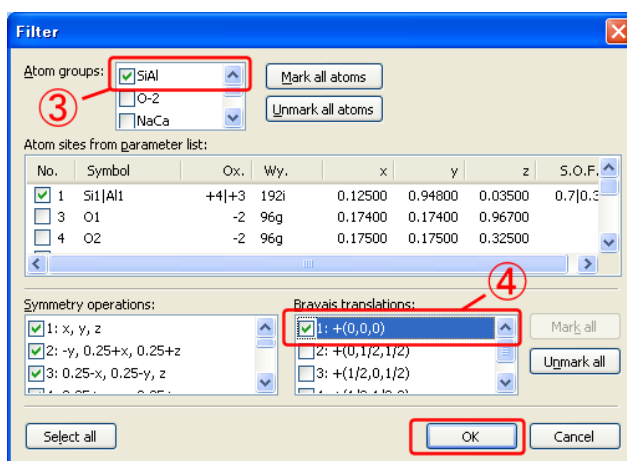 Filter
Atom groups:
SiAl
O-2
NaCa
③
Mark all atoms
Unmark all atoms
Atom sites from parameter list:
No. Symbol Ox. Wy. x y z S.O.F.
1 Si1|Al1 +4|+3 192i 0.12500 0.94800 0.03500 0.7|0.3
3 O1 -2 96g 0.17400 0.17400 0.96700
4 O2 -2 96g 0.17500 0.17500 0.32500
④
Symmetry operations:
1: x, y, z
2: -y, 0.25+x, 0.25+z
3: 0.25-x, 0.25-y, z
Bravais translations:
1: +(0,0,0)
2: +(0,1/2,1/2)
3: +(1/2,0,1/2)
Mark all
Unmark all
Select all
OK
Cancel